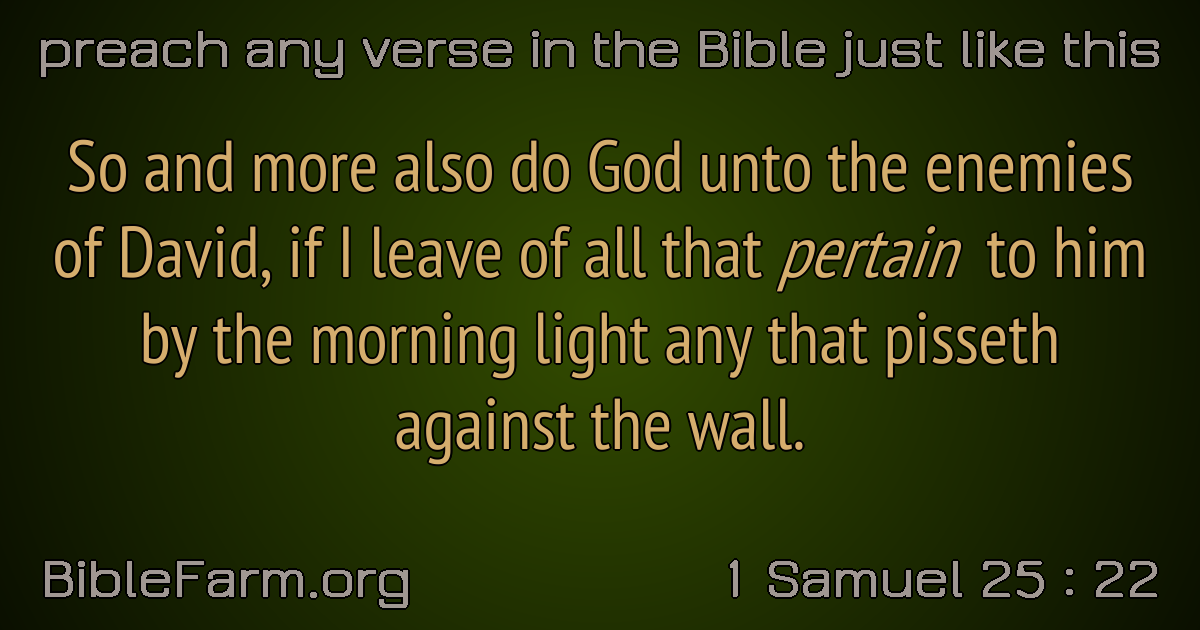 preach any verse in the Bible just like this
So and more also do God unto the enemies
of David, if I leave of all that pertain to him
by the morning light any that pisseth
against the wall.
BibleFarm.org
1 Samuel 25 : 22